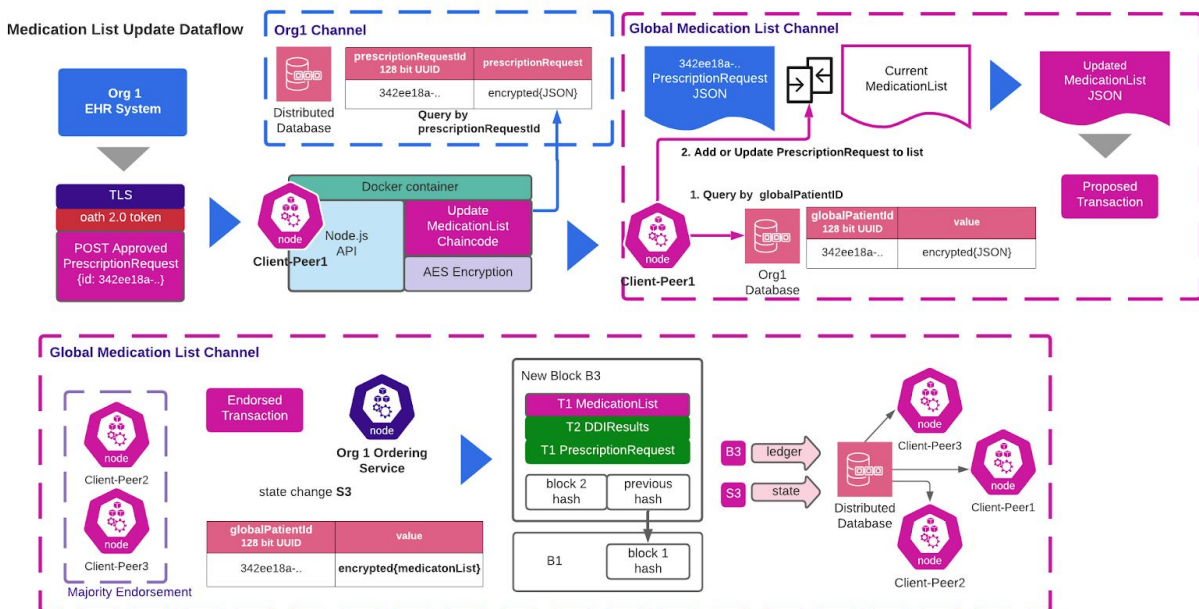 Medication List Update Dataflow
Org 1
EHR System
TLS
oath 2.0 token
POST Approved
PrescriptionRequest
{id: 342ee18a-..}
Org1 Channel
Distributed
Database
prescriptionRequestId
128 bit UUID
prescriptionRequest
342ee18a-..
encrypted{JSON}
Query by
prescriptionRequestId
node
Client-Peer1
Docker container
Node.js
API
Update
MedicationList
Chaincode
AES Encryption
Global Medication List Channel
342ee18a-..
PrescriptionRequest
JSON
Current
MedicationList
Updated
MedicationList
JSON
2. Add or Update PrescriptionRequest to list
1. Query by globalPatientID
node
Client-Peer1
Org1
Database
globalPatientId
128 bit UUID
value
342ee18a-..
encrypted{JSON}
Proposed
Transaction
Global Medication List Channel
node
Client-Peer2
node
Client-Peer3
Majority Endorsement
Endorsed
Transaction
node
Org 1 Ordering
Service
state change S3
globalPatientId
128 bit UUID
value
342ee18a-..
encrypted{medicatonList}
New Block B3
T1 MedicationList
T2 DDIResults
T1 PrescriptionRequest
block 2
hash
previous
hash
B1
block 1
hash
B3
ledger
S3
state
Distributed
Database
node
Client-Peer3
node
Client-Peer1
node
Client-Peer2